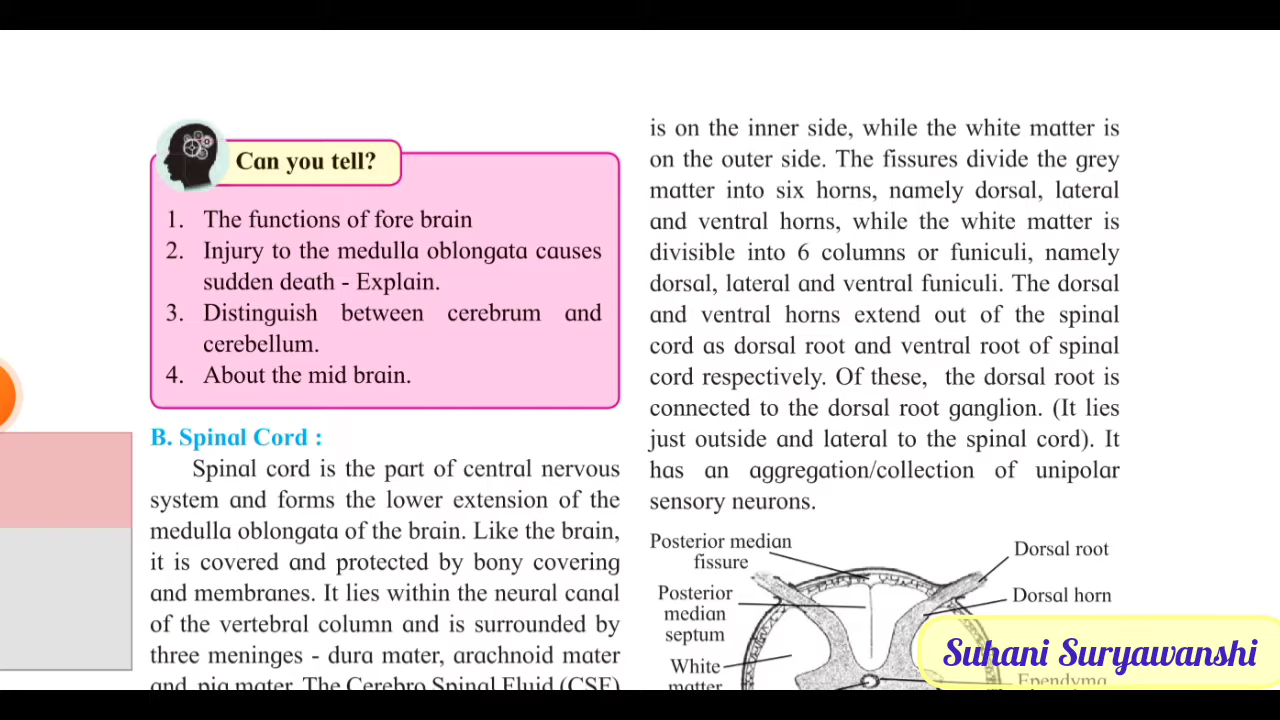 Can you tell?
1. The functions of fore brain
2. Injury to the medulla oblongata causes
sudden death - Explain.
3. Distinguish between cerebrum and
cerebellum.
4. About the mid brain.
B. Spinal Cord :
Spinal cord is the part of central nervous
system and forms the lower extension of the
medulla oblongata of the brain. Like the brain,
it is covered and protected by bony covering
and membranes. It lies within the neural canal
of the vertebral column and is surrounded by
three meninges - dura mater, arachnoid mater
and pia mater. The Cerebro Spinal Fluid (CSF)
is on the inner side, while the white matter is
on the outer side. The fissures divide the grey
matter into six horns, namely dorsal, lateral
and ventral horns, while the white matter is
divisible into 6 columns or funiculi, namely
dorsal, lateral and ventral funiculi. The dorsal
and ventral horns extend out of the spinal
cord as dorsal root and ventral root of spinal
cord respectively. Of these, the dorsal root is
connected to the dorsal root ganglion. (It lies
just outside and lateral to the spinal cord). It
has an aggregation/collection of unipolar
sensory neurons.
Posterior median
fissure
Posterior
median
septum
White
matter
Dorsal root
Dorsal horn
Ependyma
Suhani Suryawanshi